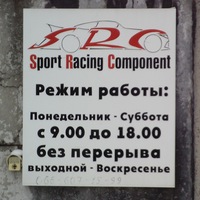 SRC
Sport Racing Component
Режим работы:
Понедельник - Суббота
с 9.00 до 18.00
без перерыва
выходной - Воскресенье